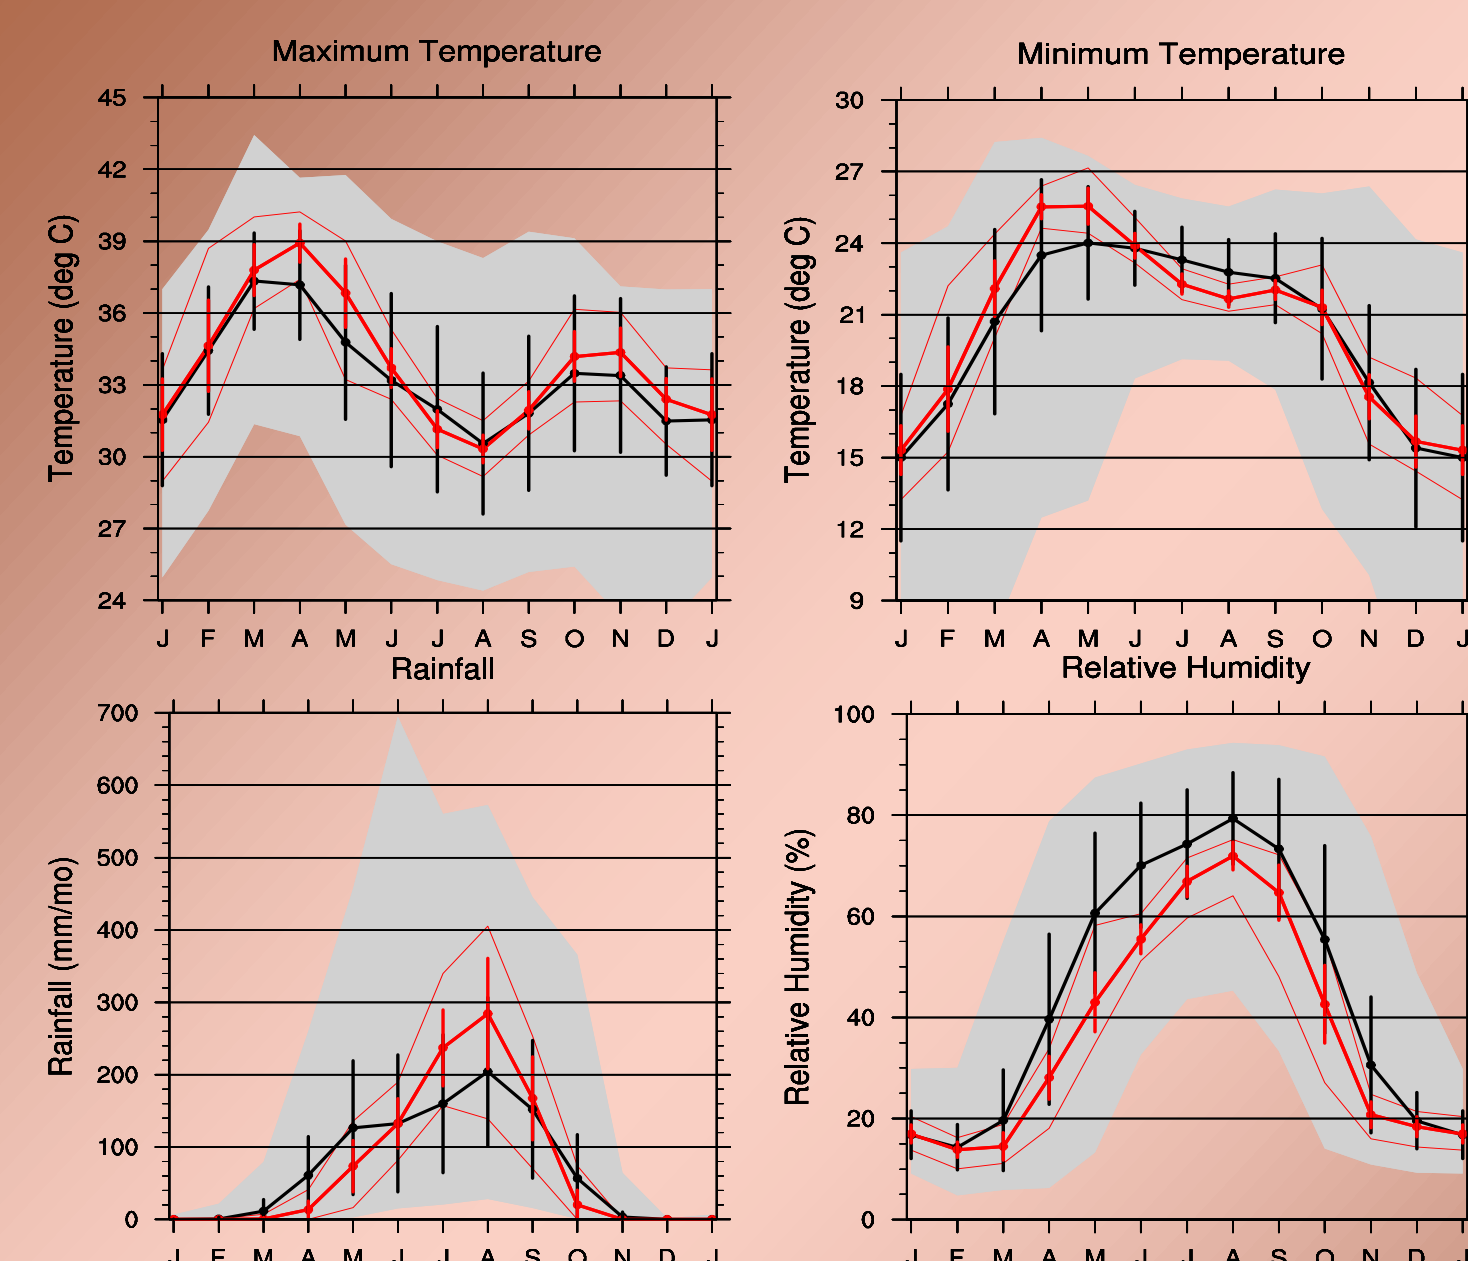 Maximum Temperature
Temperature (deg C)
45
42
39
36
33
30
27
24
J F M A M J J A S O N D J
Minimum Temperature
Temperature (deg C)
30
27
24
21
18
15
12
9
J F M A M J J A S O N D J
Rainfall
Rainfall (mm/mo)
700
600
500
400
300
200
100
0
J F M A M J J A S O N D J
Relative Humidity
Relative Humidity (%)
100
80
60
40
20
0
J F M A M J J A S O N D J